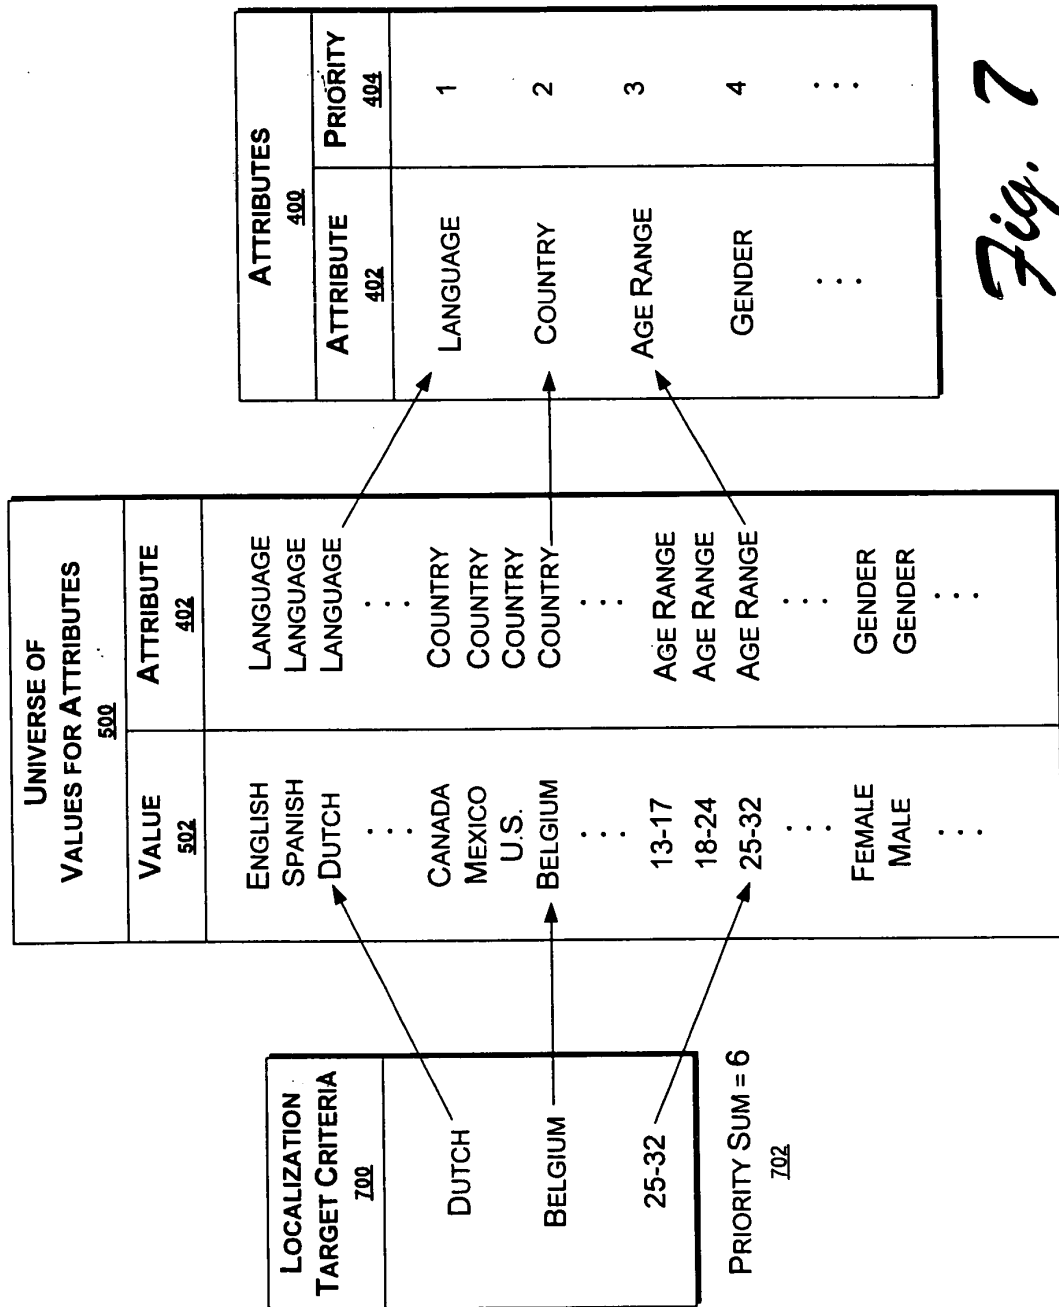 LOCALIZATION
TARGET CRITERIA
700
DUTCH
BELGIUM
25-32
PRIORITY SUM = 6
702
UNIVERSE OF
VALUES FOR ATTRIBUTES
500
VALUE
502
ATTRIBUTE
402
ENGLISH LANGUAGE
SPANISH LANGUAGE
DUTCH LANGUAGE
. . . . . .
CANADA COUNTRY
MEXICO COUNTRY
U.S. COUNTRY
BELGIUM COUNTRY
. . . . . .
13-17 AGE RANGE
18-24 AGE RANGE
25-32 AGE RANGE
. . . . . .
FEMALE GENDER
MALE GENDER
. . . . . .
ATTRIBUTES
400
ATTRIBUTE
402
PRIORITY
404
LANGUAGE 1
COUNTRY 2
AGE RANGE 3
GENDER 4
. . . . . .
Fig. 7